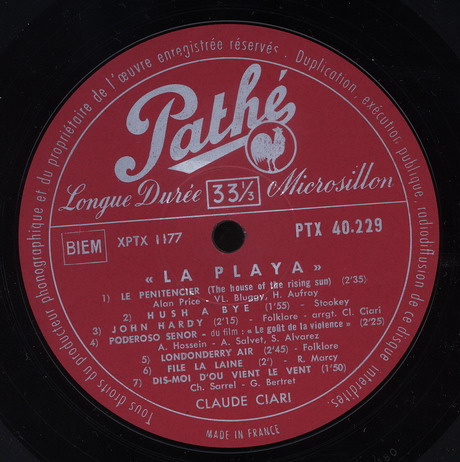 Tous droits du producteur phonographique et du propriétaire de l'œuvre enregistrée réservés. Duplication, exécution publique, radiodiffusion de ce disque interdites.
Pathé
Longue Durée 33 1/3 Microsillon
BIEM XPTX 1177 PTX 40.229
« LA PLAYA »
1) LE PENITENCIER (The house of the rising sun) (2'35)
Alan Price - Vl. Buggy, H. Aufray
2) HUSH A BYE (1'55) - Stookey
3) JOHN HARDY (2'15) - Folklore - arrgt. Cl. Ciari
4) PODEROSO SENOR - du film : « Le goût de la violence » (2'25)
A. Hossein - A. Salvet, S. Alvarez
5) LONDONDERRY AIR (2'45) - Folklore
6) FILE LA LAINE (2') - R. Marcy
7) DIS-MOI D'OU VIENT LE VENT (1'50)
Ch. Sarrel - G. Bertret
CLAUDE CIARI
MADE IN FRANCE